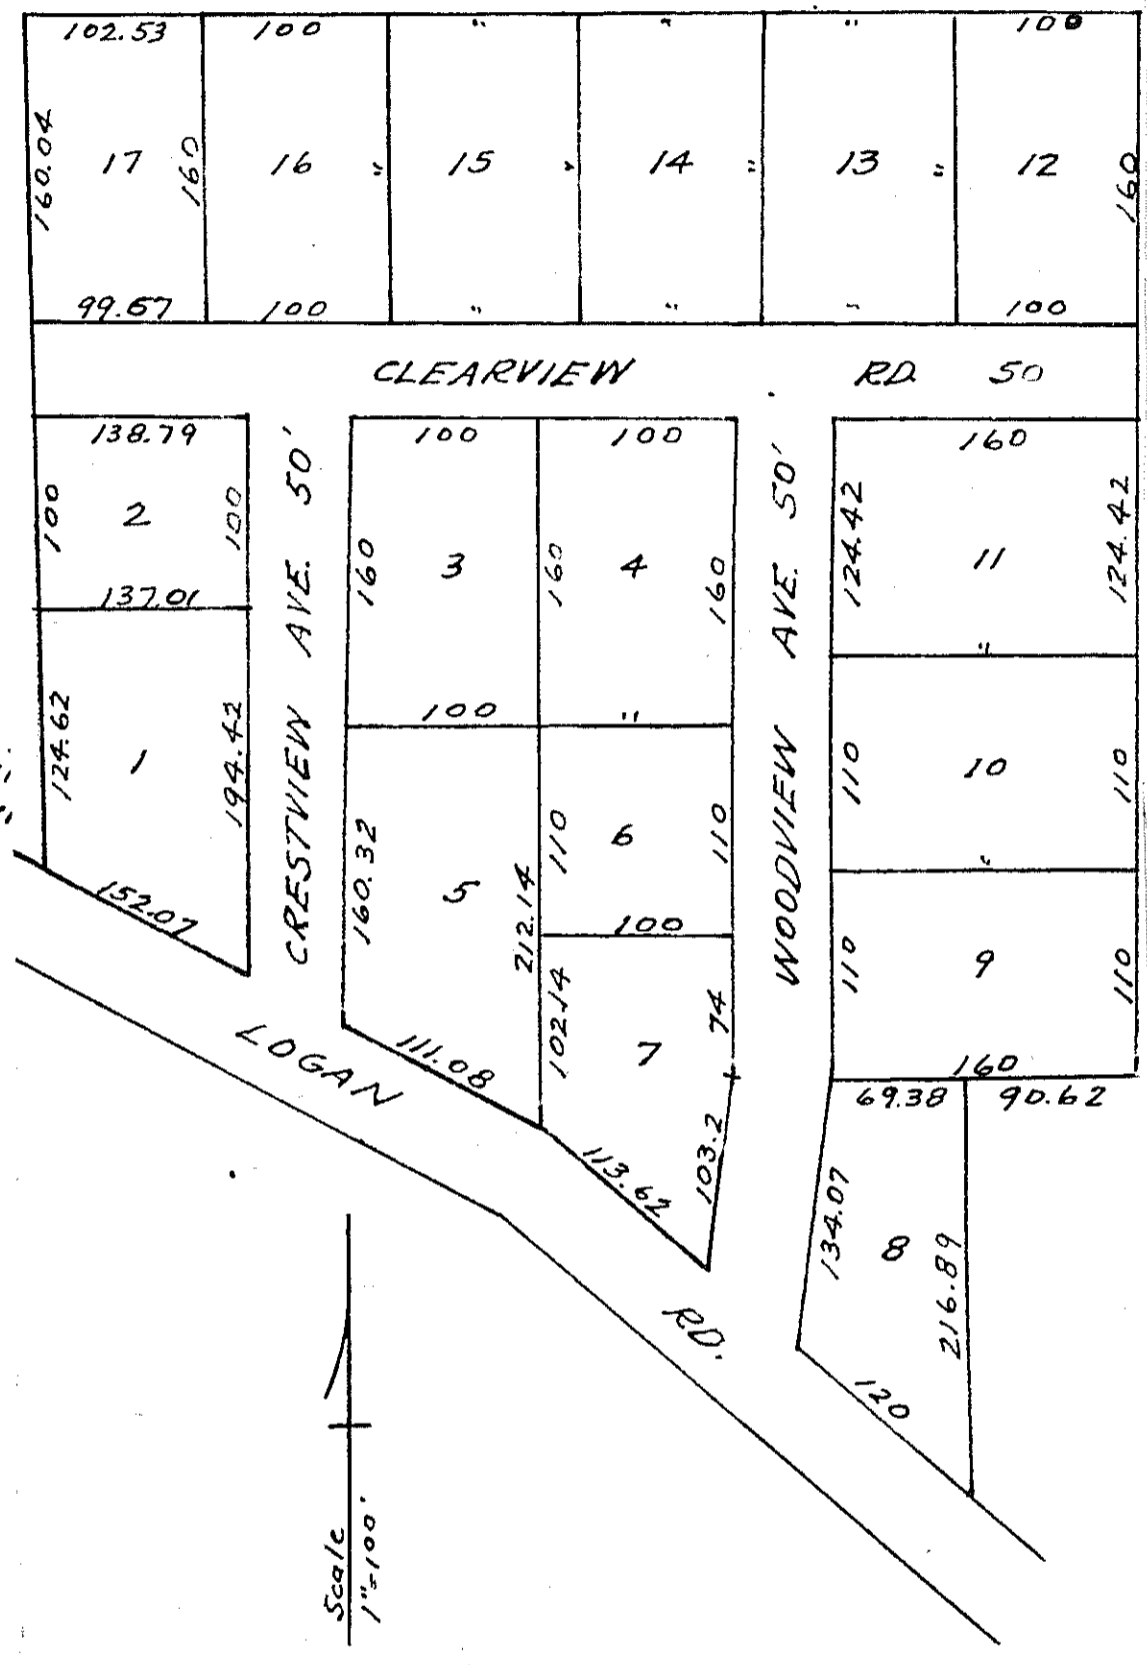 102.53 100 " " " 100
160.04 17 160 16 " 15 " 14 " 13 " 12 160
99.67 100 " " " 100
CLEARVIEW RD. 50
138.79 100 100 160
100 2 100
CRESTVIEW AVE. 50'
160 3 160 4 160
WOODVIEW AVE. 50'
124.42 11 124.42
137.01
"
124.62 1 194.42
100 "
110 10 110
"
152.07
160.32 5 212.14
110 6 110
100
110 9 110
160
LOGAN RD.
111.08
102.14 7 74
103.2
113.62
69.38 90.62
134.07 8 216.89
120
Scale
1"=100'